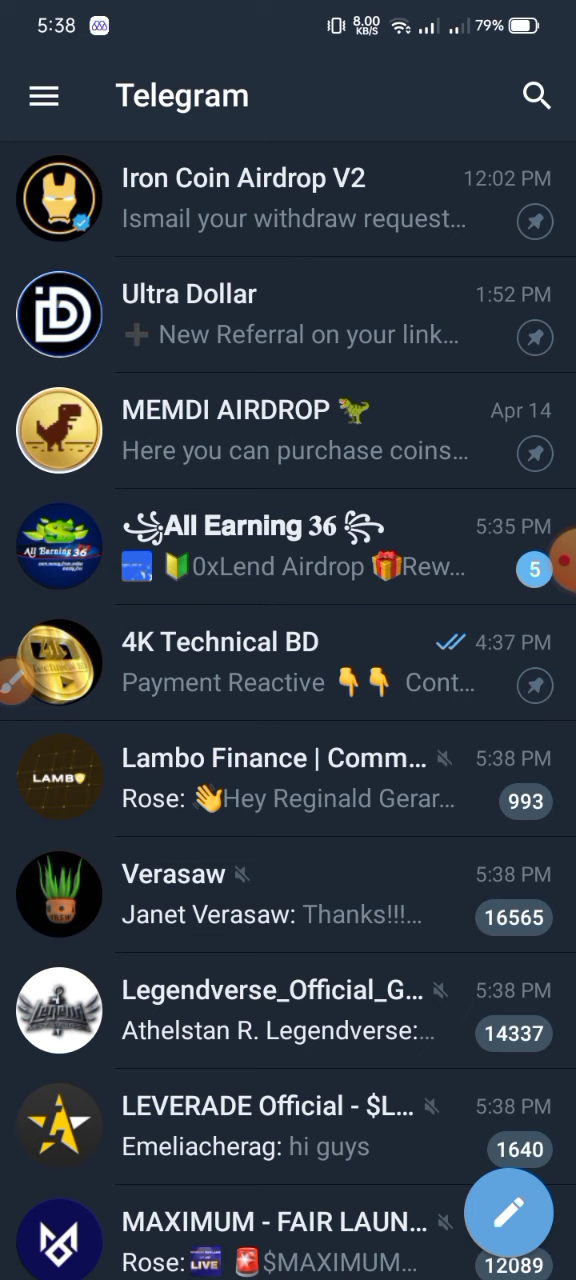 5:38 8.00 KB/S 79%
Telegram
Iron Coin Airdrop V2 12:02 PM
Ismail your withdraw request...
Ultra Dollar 1:52 PM
➕ New Referral on your link...
MEMDI AIRDROP 🦖 Apr 14
Here you can purchase coins...
꧁All Earning 36 ꧂ 5:35 PM
All Earning 36
🔰0xLend Airdrop 🎁Rew... 5
4K Technical BD 4:37 PM
Payment Reactive 👇👇 Cont...
Lambo Finance | Comm... 5:38 PM
LAMBO
Rose: 👋Hey Reginald Gerar... 993
Verasaw 5:38 PM
Janet Verasaw: Thanks!!!... 16565
Legendverse_Official_G... 5:38 PM
Legend
Athelstan R. Legendverse:... 14337
LEVERADE Official - $L... 5:38 PM
Emeliacherag: hi guys 1640
MAXIMUM - FAIR LAUN...
Rose: LIVE 🚨$MAXIMUM... 12089